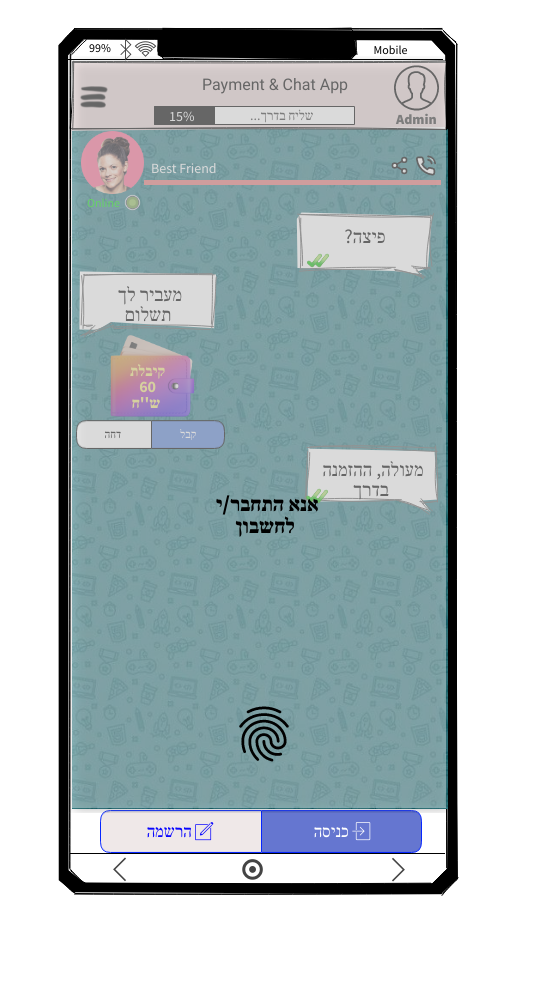 99%
Mobile
Payment & Chat App
15%
שליח בדרך...
Admin
Best Friend
Online
פיצה?
מעביר לך
תשלום
קיבלת
60
ש''ח
דחה
קבל
מעולה, ההזמנה
בדרך
אנא התחבר/י
לחשבון
הרשמה
כניסה